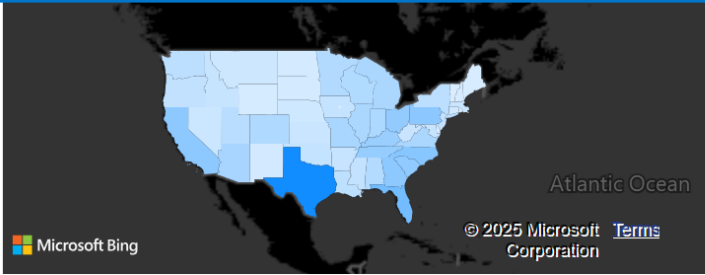 Atlantic Ocean
© 2025 Microsoft Corporation
Terms
Microsoft Bing